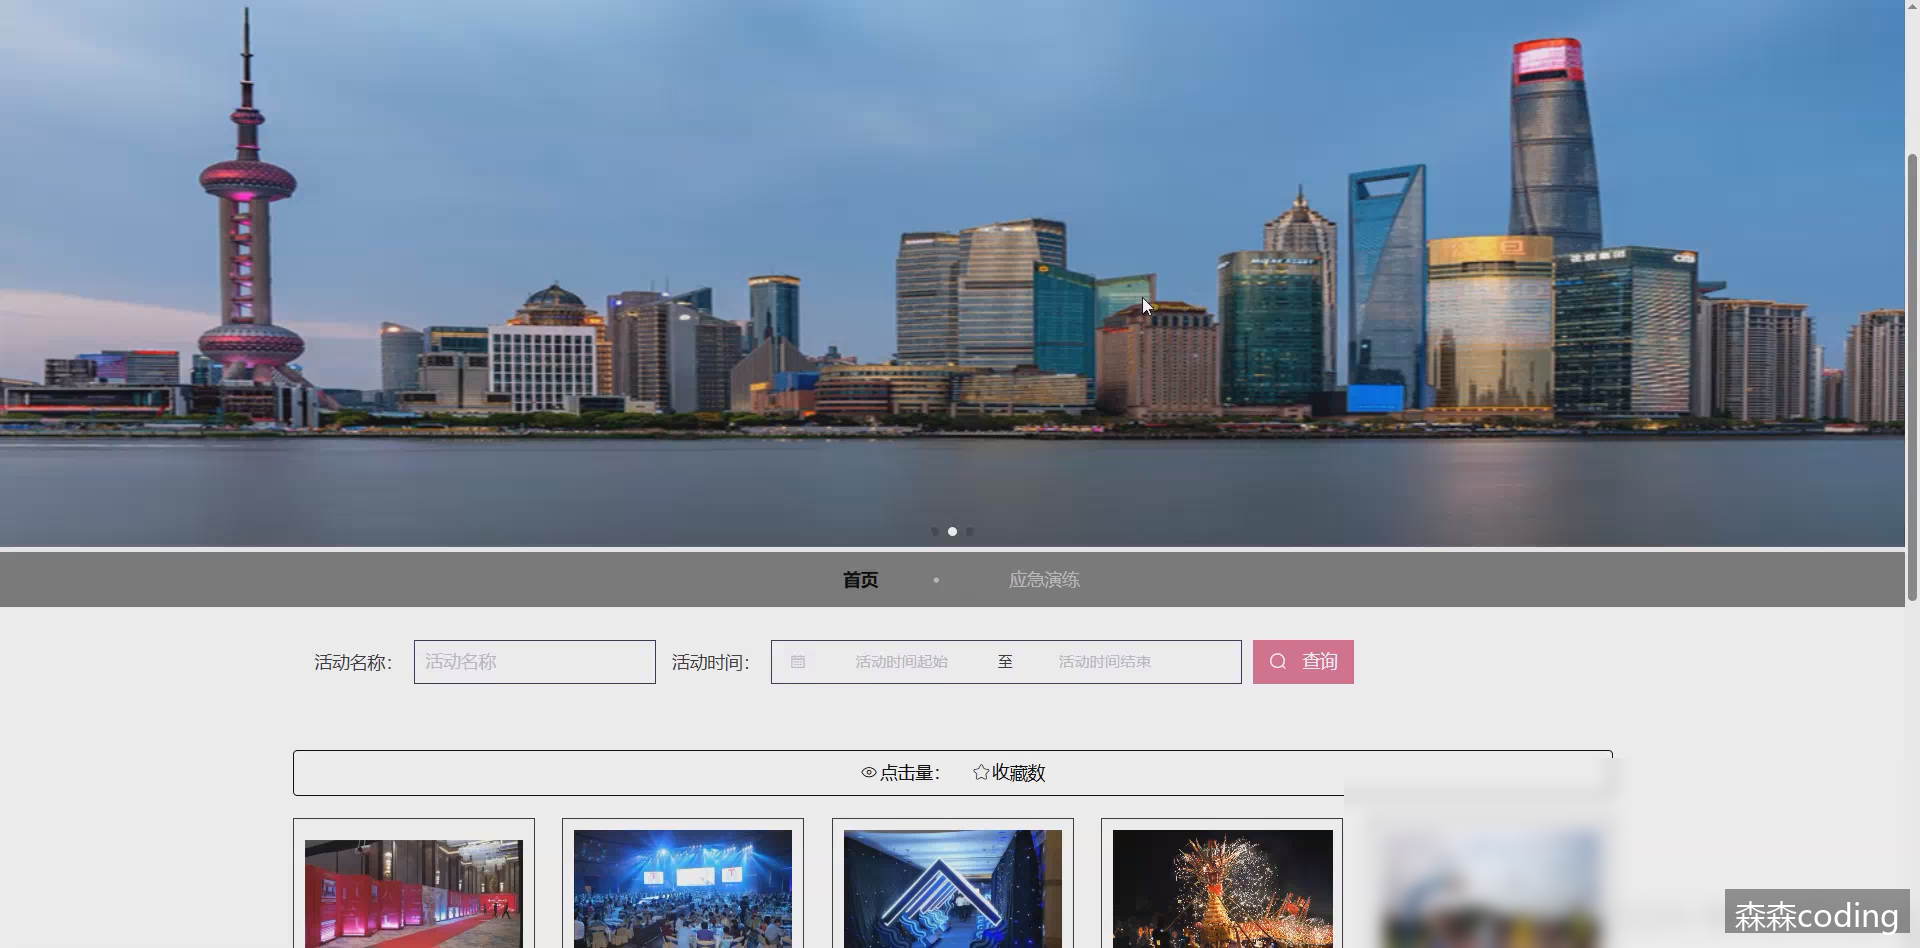 首页 • 应急演练
活动名称: 活动名称 活动时间: 活动时间起始 至 活动时间结束 查询
点击量: 收藏数
森森coding